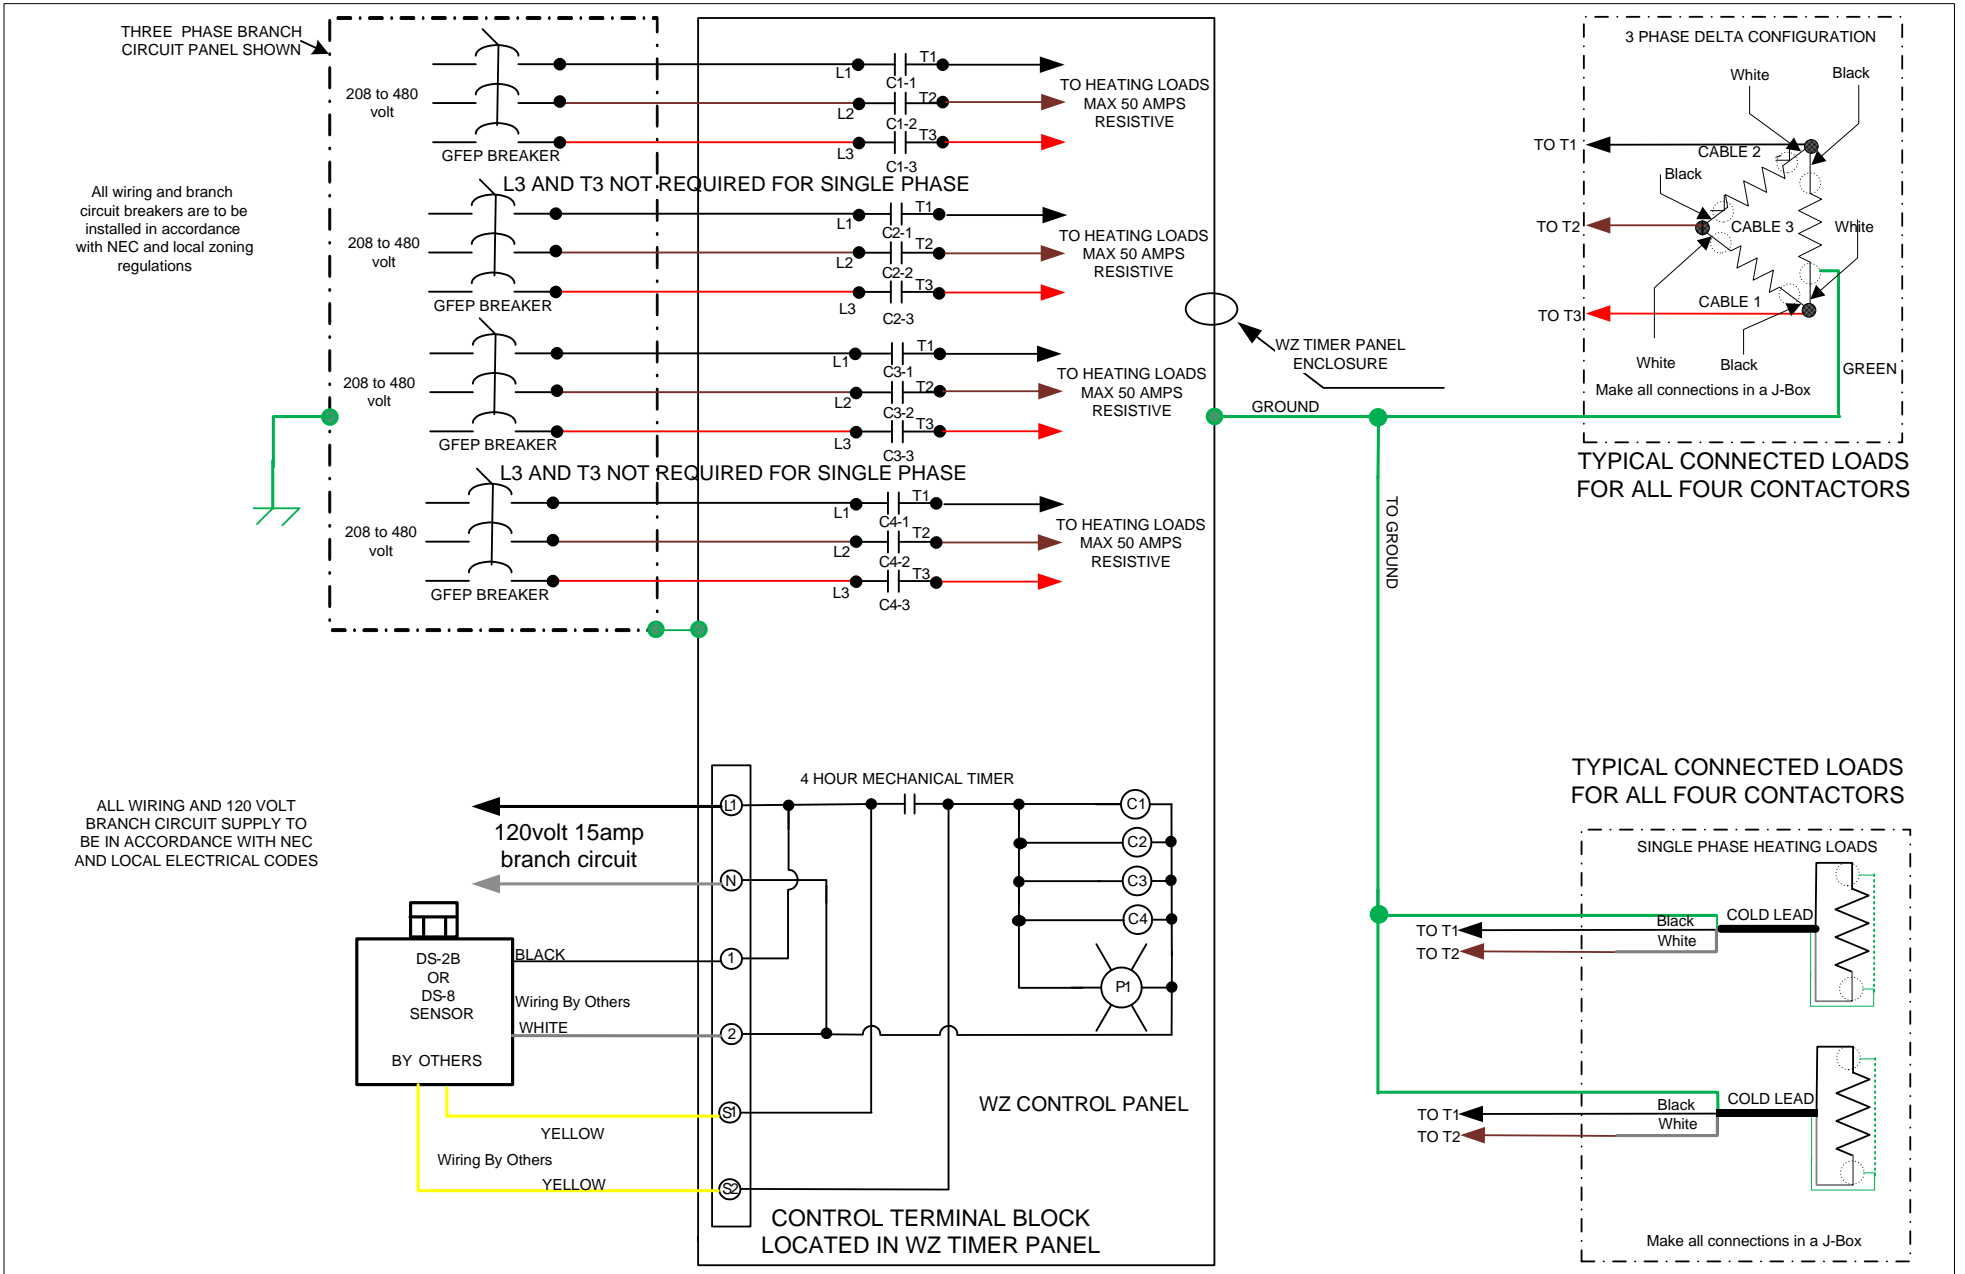 THREE PHASE BRANCH
CIRCUIT PANEL SHOWN
208 to 480
volt
GFEP BREAKER
L1
C1-1
T1
L2
C1-2
T2
L3
C1-3
T3
TO HEATING LOADS
MAX 50 AMPS
RESISTIVE
L3 AND T3 NOT REQUIRED FOR SINGLE PHASE
All wiring and branch
circuit breakers are to be
installed in accordance
with NEC and local zoning
regulations
208 to 480
volt
GFEP BREAKER
L1
C2-1
T1
L2
C2-2
T2
L3
C2-3
T3
TO HEATING LOADS
MAX 50 AMPS
RESISTIVE
208 to 480
volt
GFEP BREAKER
L1
C3-1
T1
L2
C3-2
T2
L3
C3-3
T3
TO HEATING LOADS
MAX 50 AMPS
RESISTIVE
L3 AND T3 NOT REQUIRED FOR SINGLE PHASE
208 to 480
volt
GFEP BREAKER
L1
C4-1
T1
L2
C4-2
T2
L3
C4-3
T3
TO HEATING LOADS
MAX 50 AMPS
RESISTIVE
WZ TIMER PANEL
ENCLOSURE
GROUND
TO GROUND
3 PHASE DELTA CONFIGURATION
White
Black
TO T1
CABLE 2
Black
TO T2
CABLE 3
White
CABLE 1
TO T3
White
Black
GREEN
Make all connections in a J-Box
TYPICAL CONNECTED LOADS
FOR ALL FOUR CONTACTORS
ALL WIRING AND 120 VOLT
BRANCH CIRCUIT SUPPLY TO
BE IN ACCORDANCE WITH NEC
AND LOCAL ELECTRICAL CODES
120volt 15amp
branch circuit
DS-2B
OR
DS-8
SENSOR
BY OTHERS
BLACK
Wiring By Others
WHITE
YELLOW
Wiring By Others
YELLOW
L1
N
1
2
S1
S2
4 HOUR MECHANICAL TIMER
C1
C2
C3
C4
P1
WZ CONTROL PANEL
CONTROL TERMINAL BLOCK
LOCATED IN WZ TIMER PANEL
TYPICAL CONNECTED LOADS
FOR ALL FOUR CONTACTORS
SINGLE PHASE HEATING LOADS
TO T1
Black
COLD LEAD
TO T2
White
TO T1
Black
COLD LEAD
TO T2
White
Make all connections in a J-Box